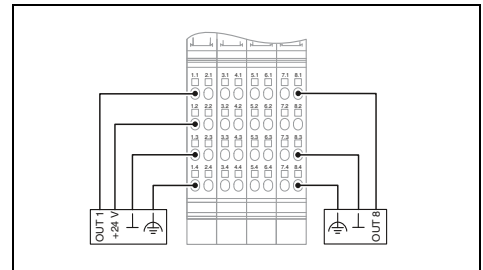 1.1 2.1 3.1 4.1 5.1 6.1 7.1 8.1
1.2 2.2 3.2 4.2 5.2 6.2 7.2 8.2
1.3 2.3 3.3 4.3 5.3 6.3 7.3 8.3
1.4 2.4 3.4 4.4 5.4 6.4 7.4 8.4
OUT 1
+24 V
OUT 8